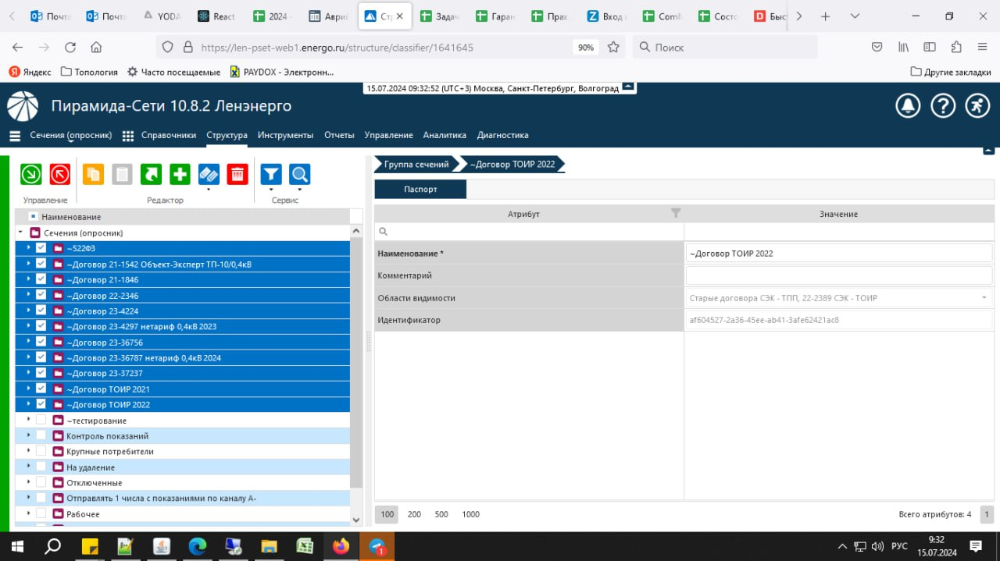 Почта
Почта
YODA
React
2024 -
Аврий
Стр
Задач
Гаран
Прах
Вход в
ComM
Состо
Быс
https://len-pset-web1.energo.ru/structure/classifier/1641645
90%
Поиск
Яндекс
Топология
Часто посещаемые
PAYDOX - Электронн...
Другие закладки
15.07.2024 09:32:52 (UTC+3) Москва, Санкт-Петербург, Волгоград
Пирамида-Сети 10.8.2 Ленэнерго
Сечения (опросник) Справочники Структура Инструменты Отчеты Управление Аналитика Диагностика
Управление
Редактор
Сервис
Группа сечений
~Договор ТОИР 2022
Паспорт
Наименование
Сечения (опросник)
~522ФЗ
~Договор 21-1542 Объект-Эксперт ТП-10/0,4кВ
~Договор 21-1846
~Договор 22-2346
~Договор 23-4224
~Договор 23-4297 нетариф 0,4кВ 2023
~Договор 23-36756
~Договор 23-36787 нетариф 0,4кВ 2024
~Договор 23-37237
~Договор ТОИР 2021
~Договор ТОИР 2022
~тестирование
Контроль показаний
Крупные потребители
На удаление
Отключенные
Отправлять 1 числа с показаниями по каналу А-
Рабочее
Атрибут
Значение
Наименование *
~Договор ТОИР 2022
Комментарий
Области видимости
Старые договора СЭК - ТПП, 22-2389 СЭК - ТОИР
Идентификатор
af604527-2a36-45ee-ab41-3afe62421ac8
100 200 500 1000
Всего атрибутов: 4 1
1
РУС
9:32
15.07.2024